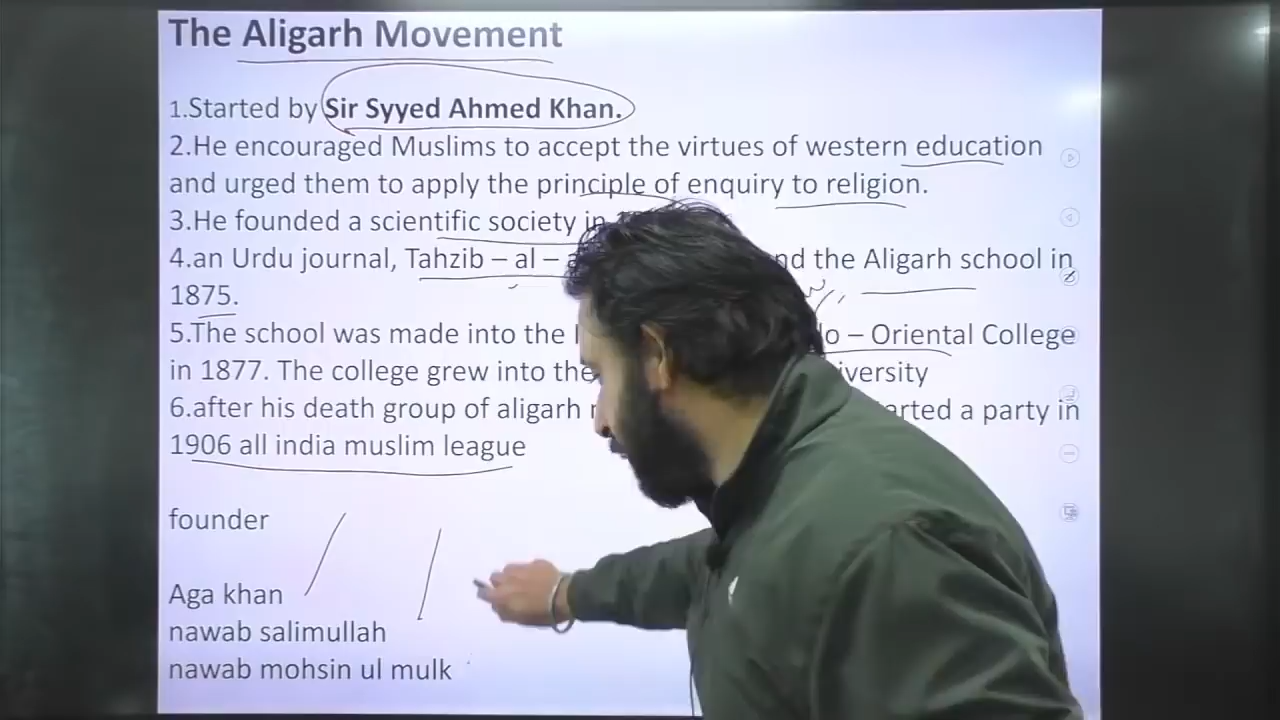 The Aligarh Movement
1.Started by Sir Syyed Ahmed Khan.
2.He encouraged Muslims to accept the virtues of western education
and urged them to apply the principle of enquiry to religion.
3.He founded a scientific society in
4.an Urdu journal, Tahzib – al – the Aligarh school in
1875.
5.The school was made into the – Oriental College
in 1877. The college grew into the
6.after his death group of aligarh a party in
1906 all india muslim league
founder
Aga khan
nawab salimullah
nawab mohsin ul mulk